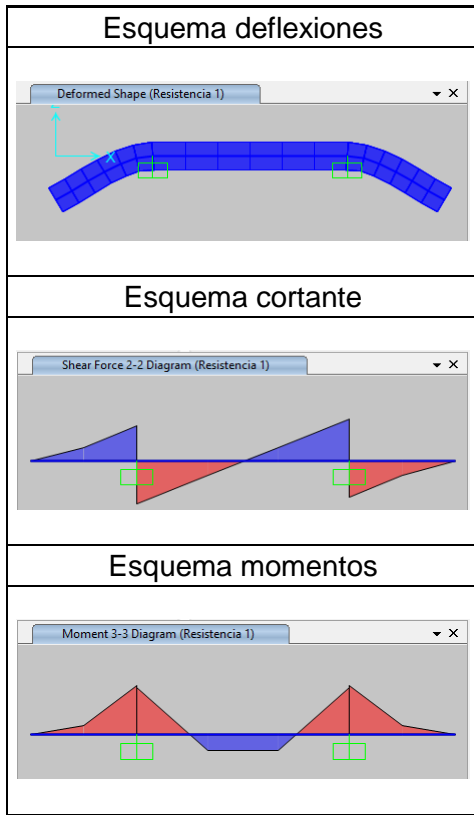 Esquema deflexiones
Deformed Shape (Resistencia 1)
X
Esquema cortante
Shear Force 2-2 Diagram (Resistencia 1)
Esquema momentos
Moment 3-3 Diagram (Resistencia 1)